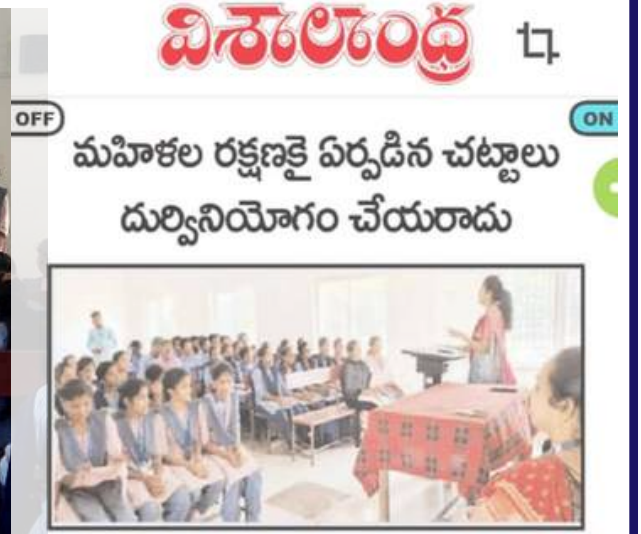 విశాలాంధ్ర
OFF
ON
మహిళల రక్షణకై ఏర్పడిన చట్టాలు
దుర్వినియోగం చేయరాదు